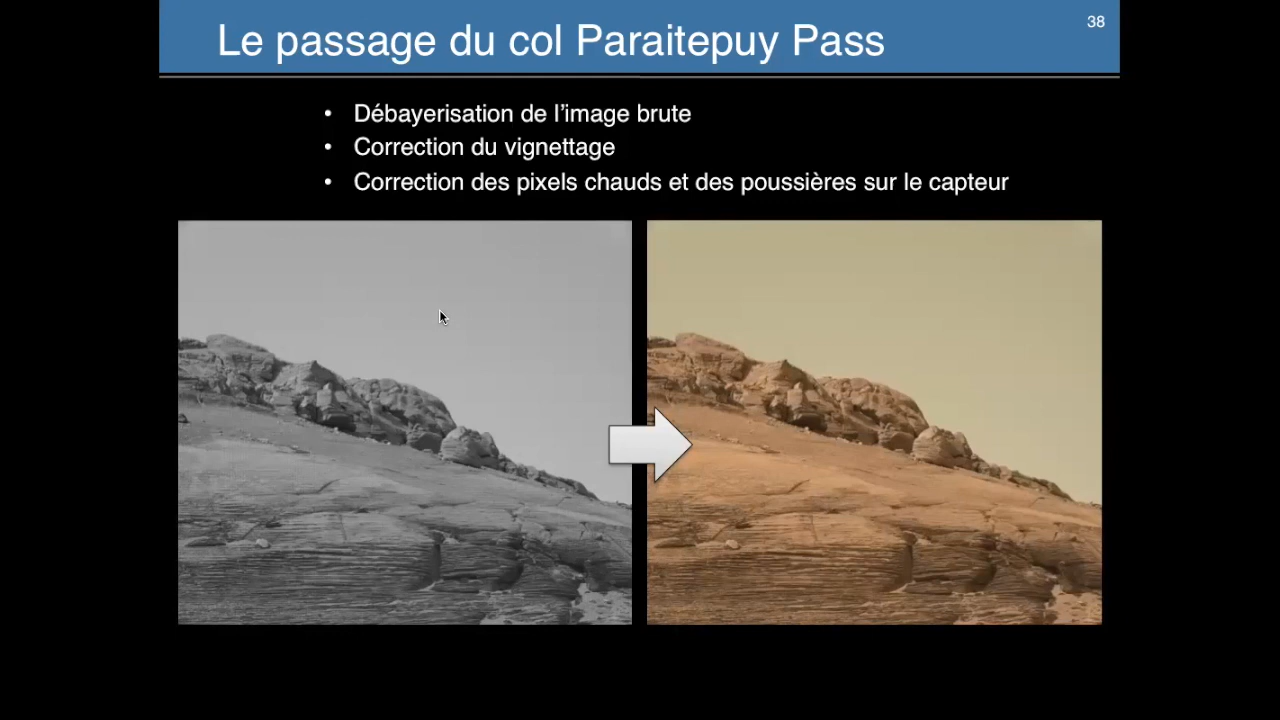 Le passage du col Paraitepuy Pass
38
• Débayerisation de l'image brute
• Correction du vignettage
• Correction des pixels chauds et des poussières sur le capteur